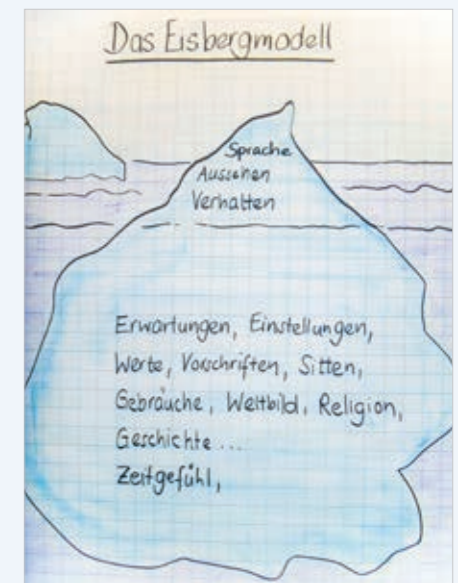 Das Eisbergmodell
Sprache
Aussehen
Verhalten
Erwartungen, Einstellungen,
Werte, Vorschriften, Sitten,
Gebräuche, Weltbild, Religion,
Geschichte...
Zeitgefühl,